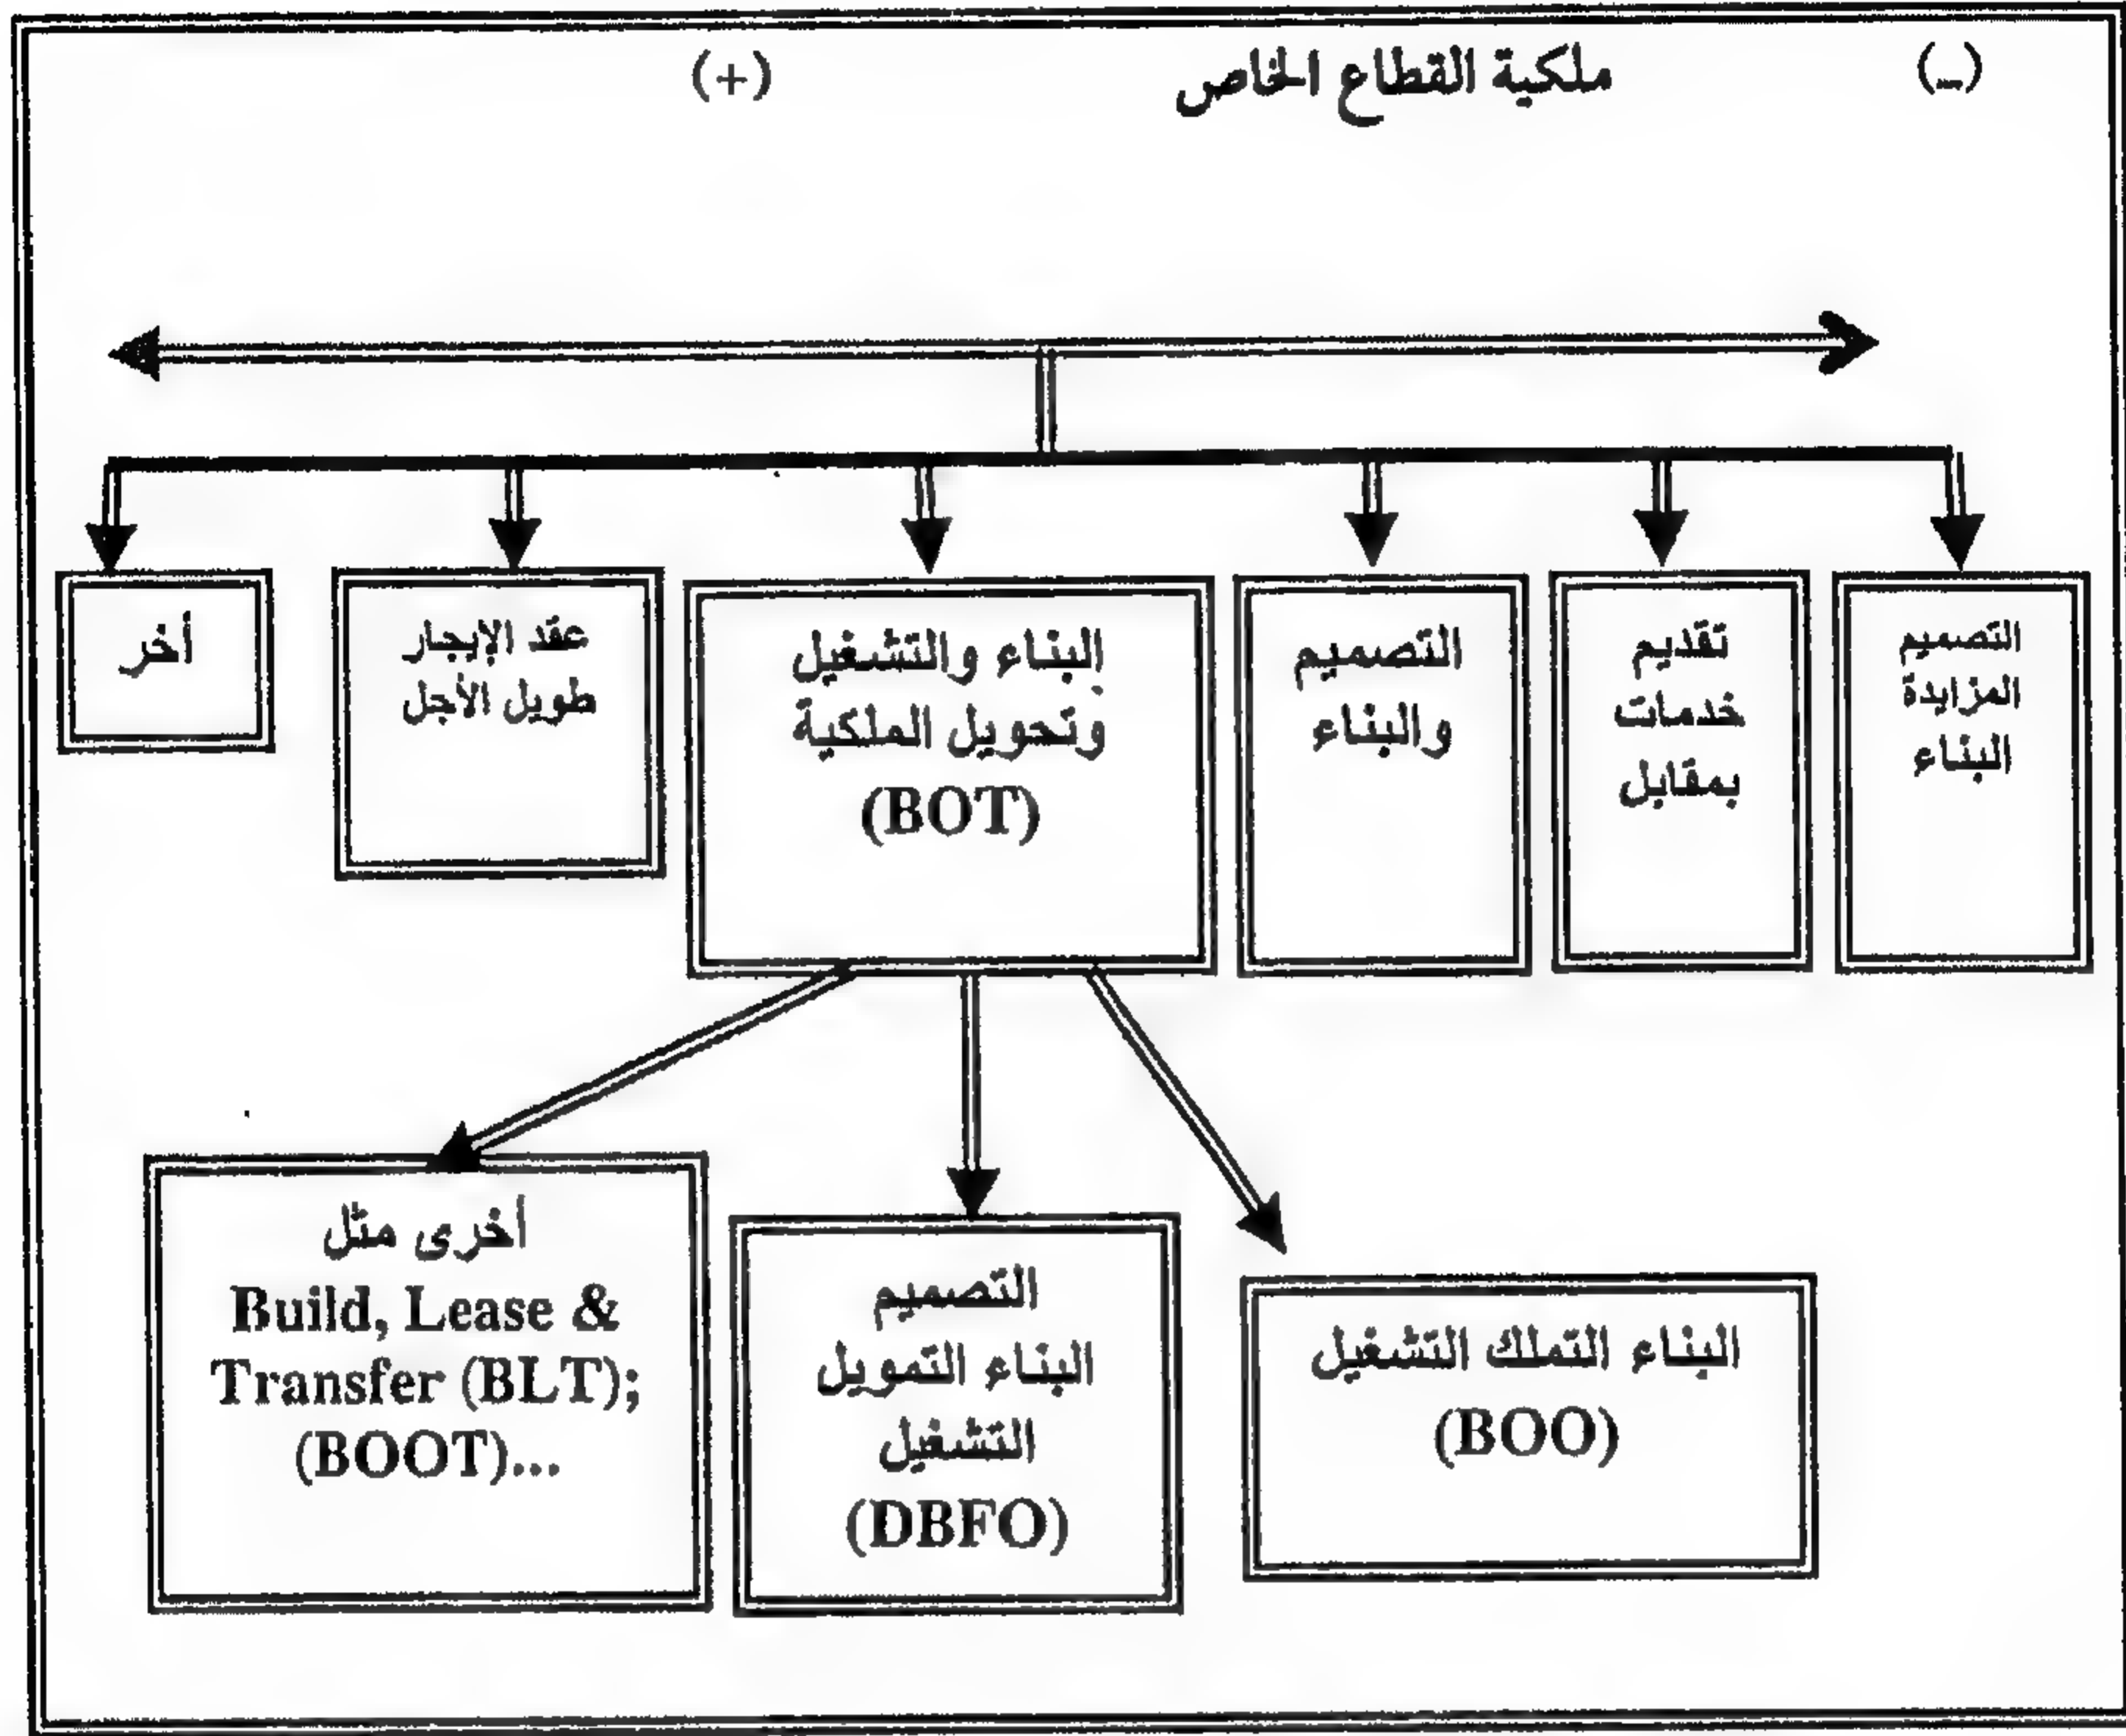 (-) ملكية القطاع الخاص (+)
التصميم
المزايدة
البناء
تقديم
خدمات
بمقابل
التصميم
والبناء
البناء والتشغيل
وتحويل الملكية
(BOT)
عقد الإيجار
طويل الأجل
أخر
البناء التملك التشغيل
(BOO)
التصميم
البناء التمويل
التشغيل
(DBFO)
أخرى مثل
Build, Lease &
Transfer (BLT);
(BOOT)...